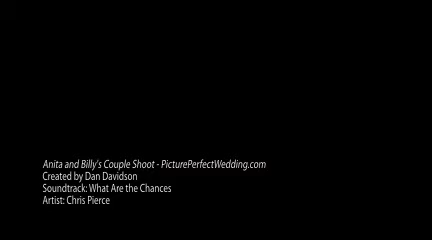 Anita and Billy's Couple Shoot - PicturePerfectWedding.com
Created by Dan Davidson
Soundtrack: What Are the Chances
Artist: Chris Pierce